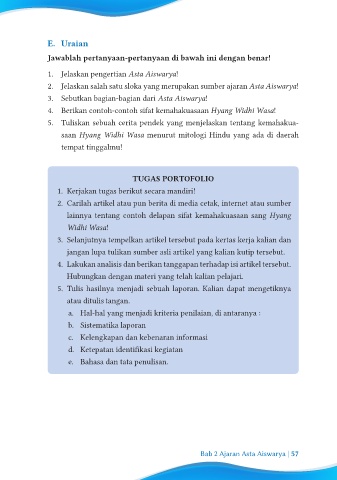 E. Uraian
Jawablah pertanyaan-pertanyaan di bawah ini dengan benar!
1. Jelaskan pengertian Asta Aiswarya!
2. Jelaskan salah satu sloka yang merupakan sumber ajaran Asta Aiswarya!
3. Sebutkan bagian-bagian dari Asta Aiswarya!
4. Berikan contoh-contoh sifat kemahakuasaan Hyang Widhi Wasa!
5. Tuliskan sebuah cerita pendek yang menjelaskan tentang kemahakua-
saan Hyang Widhi Wasa menurut mitologi Hindu yang ada di daerah
tempat tinggalmu!
TUGAS PORTOFOLIO
1. Kerjakan tugas berikut secara mandiri!
2. Carilah artikel atau pun berita di media cetak, internet atau sumber
lainnya tentang contoh delapan sifat kemahakuasaan sang Hyang
Widhi Wasa!
3. Selanjutnya tempelkan artikel tersebut pada kertas kerja kalian dan
jangan lupa tulikan sumber asli artikel yang kalian kutip tersebut.
4. Lakukan analisis dan berikan tanggapan terhadap isi artikel tersebut.
Hubungkan dengan materi yang telah kalian pelajari.
5. Tulis hasilnya menjadi sebuah laporan. Kalian dapat mengetiknya
atau ditulis tangan.
a. Hal-hal yang menjadi kriteria penilaian, di antaranya :
b. Sistematika laporan
c. Kelengkapan dan kebenaran informasi
d. Ketepatan identifikasi kegiatan
e. Bahasa dan tata penulisan.
Bab 2 Ajaran Asta Aiswarya | 57